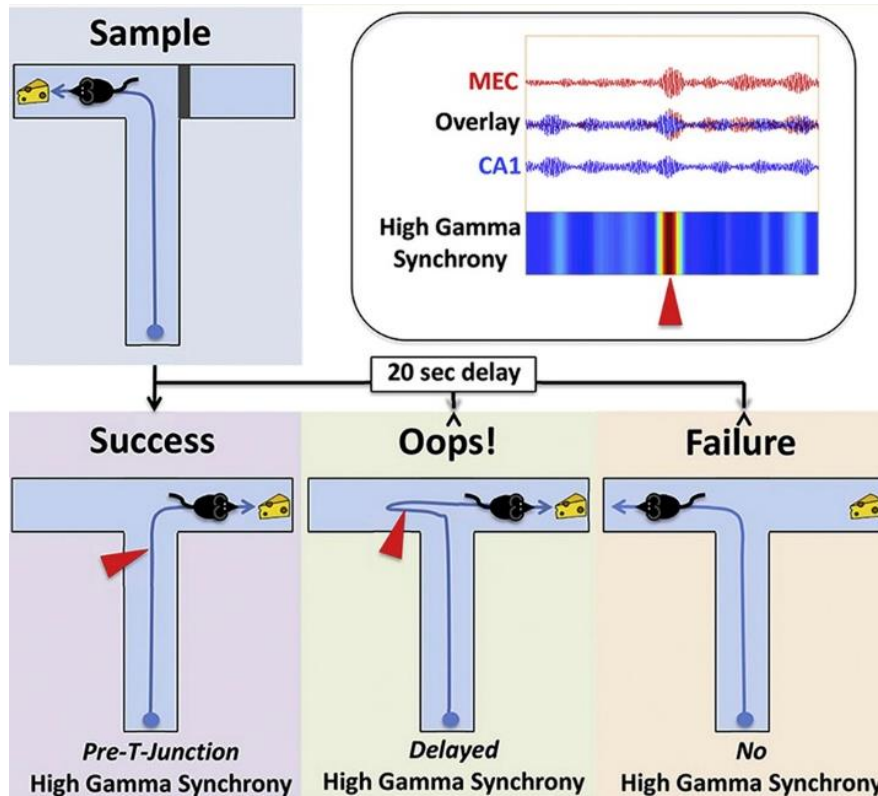 Sample
MEC
Overlay
CA1
High Gamma
Synchrony
20 sec delay
Success
Oops!
Failure
Pre-T-Junction
High Gamma Synchrony
Delayed
High Gamma Synchrony
No
High Gamma Synchrony